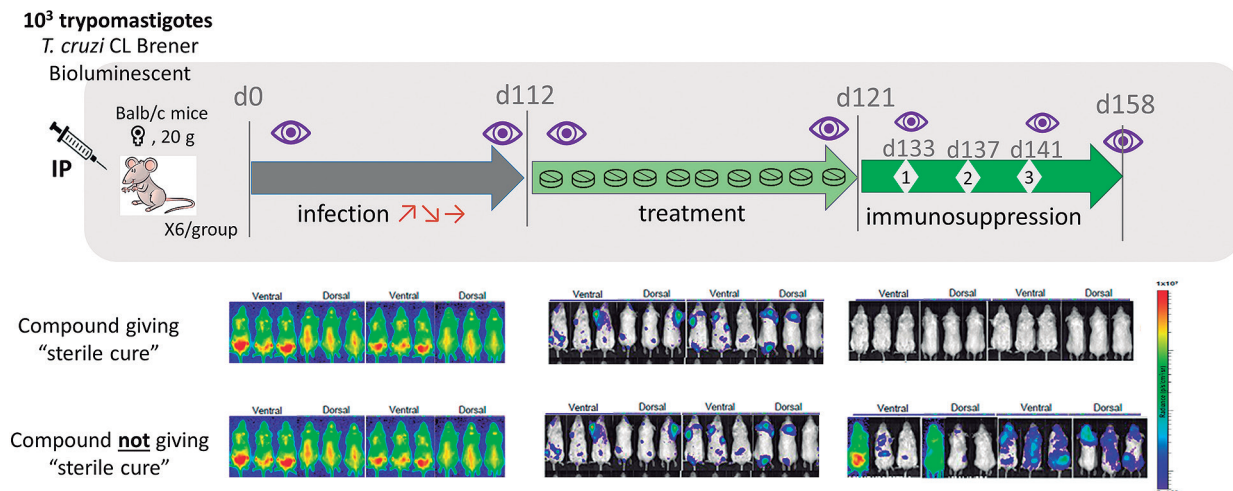 10³ trypomastigotes
T. cruzi CL Brener
Bioluminescent
Balb/c mice
, 20 g
IP
X6/group
d0
d112
d121
d158
d133 d137 d141
1 2 3
infection ↗↘→
treatment
immunosuppression
Ventral Dorsal Ventral Dorsal
Ventral Dorsal Ventral Dorsal
Ventral Dorsal Ventral Dorsal
1x10⁷
Compound giving
“sterile cure”
Ventral Dorsal Ventral Dorsal
Ventral Dorsal Ventral Dorsal
Ventral Dorsal Ventral Dorsal
Compound not giving
“sterile cure”